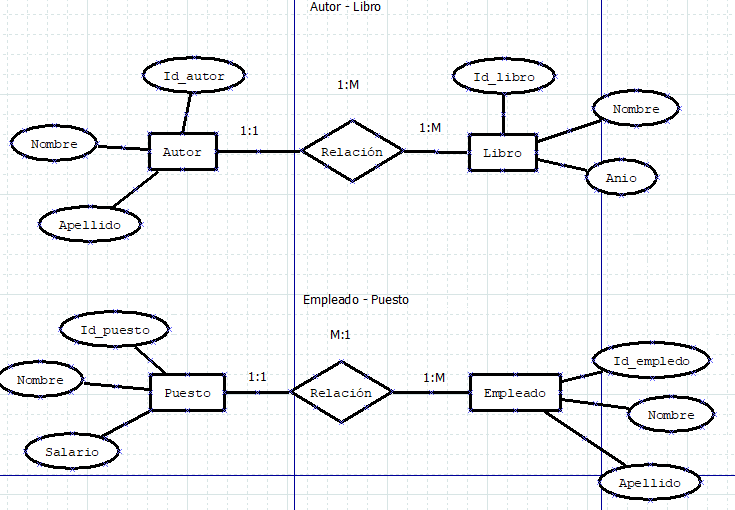 Autor - Libro
Id_autor
Id_libro
1:M
Nombre
1:1
1:M
Nombre
Autor
Relación
Libro
Anio
Apellido
Empleado - Puesto
Id_puesto
M:1
Id_empledo
Nombre
1:1
1:M
Puesto
Relación
Empleado
Nombre
Salario
Apellido